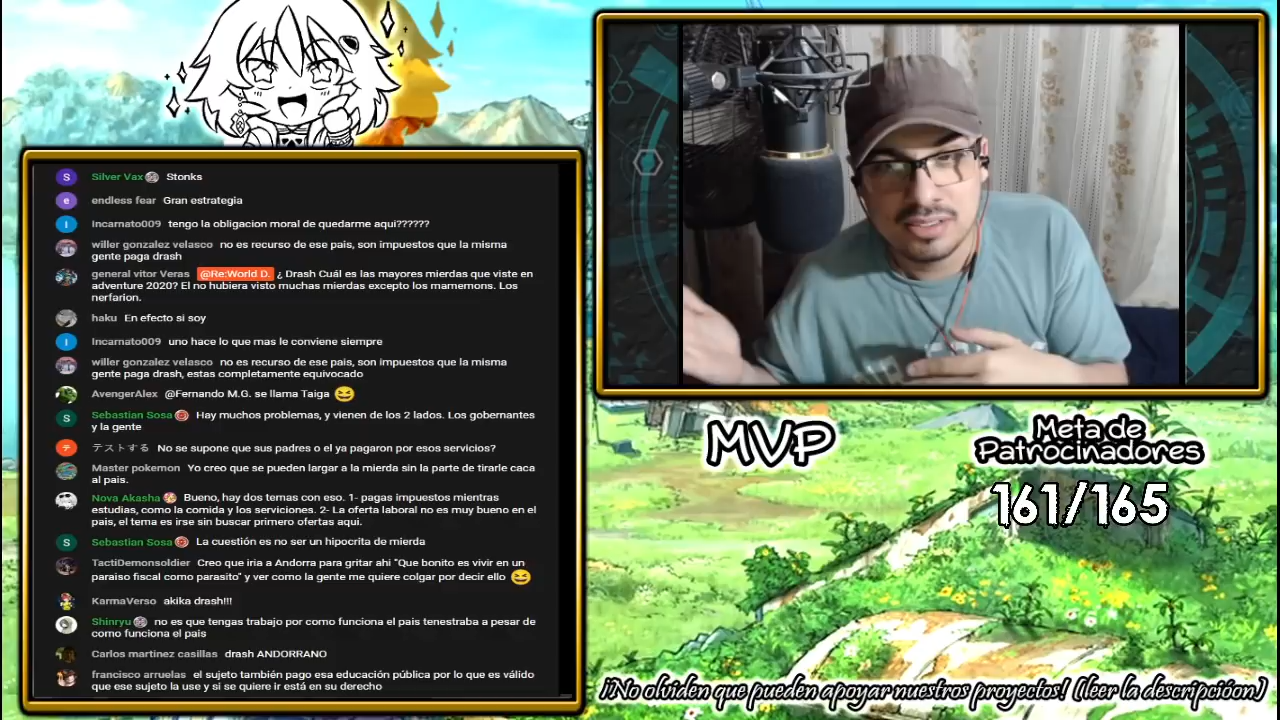 Silver Vax Stonks
endless fear Gran estrategia
Incarnato009 tengo la obligacion moral de quedarme aqui??????
willer gonzalez velasco no es recurso de ese pais, son impuestos que la misma
gente paga drash
general vitor Veras @Re:World D. ¿ Drash Cuál es las mayores mierdas que viste en
adventure 2020? El no hubiera visto muchas mierdas excepto los mamemons. Los
nerfarion.
haku En efecto si soy
Incarnato009 uno hace lo que mas le conviene siempre
willer gonzalez velasco no es recurso de ese pais, son impuestos que la misma
gente paga drash, estas completamente equivocado
AvengerAlex @Fernando M.G. se llama Taiga
Sebastian Sosa Hay muchos problemas, y vienen de los 2 lados. Los gobernantes
y la gente
テストする No se supone que sus padres o el ya pagaron por esos servicios?
Master pokemon Yo creo que se pueden largar a la mierda sin la parte de tirarle caca
al pais.
Nova Akasha Bueno, hay dos temas con eso. 1- pagas impuestos mientras
estudias, como la comida y los serviciones. 2- La oferta laboral no es muy bueno en el
pais, el tema es irse sin buscar primero ofertas aqui.
Sebastian Sosa La cuestión es no ser un hipocrita de mierda
TactiDemonsoldier Creo que iria a Andorra para gritar ahi "Que bonito es vivir en un
paraiso fiscal como parasito" y ver como la gente me quiere colgar por decir ello
KarmaVerso akika drash!!!
Shinryu no es que tengas trabajo por como funciona el pais tenestraba a pesar de
como funciona el pais
Carlos martinez casillas drash ANDORRANO
francisco arruelas el sujeto también pago esa educación pública por lo que es válido
que ese sujeto la use y si se quiere ir está en su derecho
MVP
Meta de
Patrocinadores
161/165
¡¡No olviden que pueden apoyar nuestros proyectos! (leer la descripcióon)